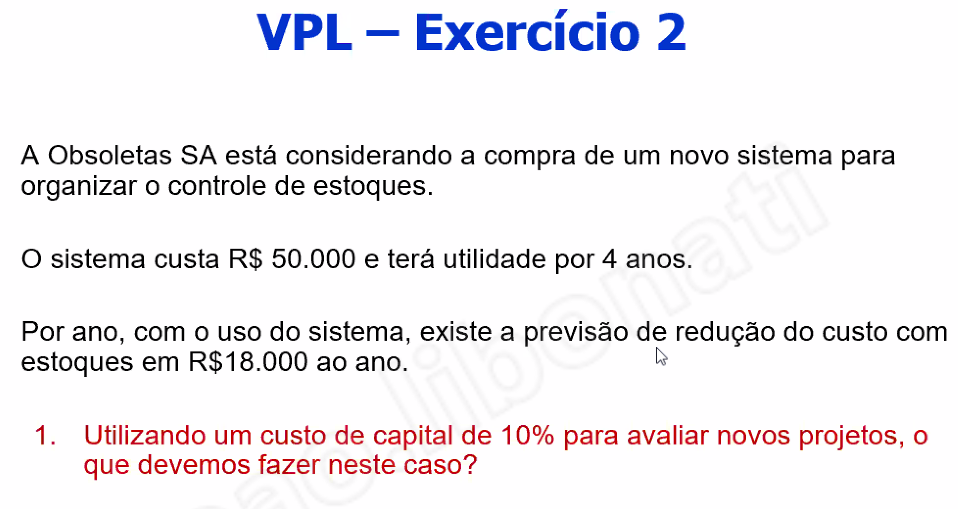 VPL – Exercício 2
A Obsoletas SA está considerando a compra de um novo sistema para
organizar o controle de estoques.
O sistema custa R$ 50.000 e terá utilidade por 4 anos.
Por ano, com o uso do sistema, existe a previsão de redução do custo com
estoques em R$18.000 ao ano.
1. Utilizando um custo de capital de 10% para avaliar novos projetos, o
que devemos fazer neste caso?